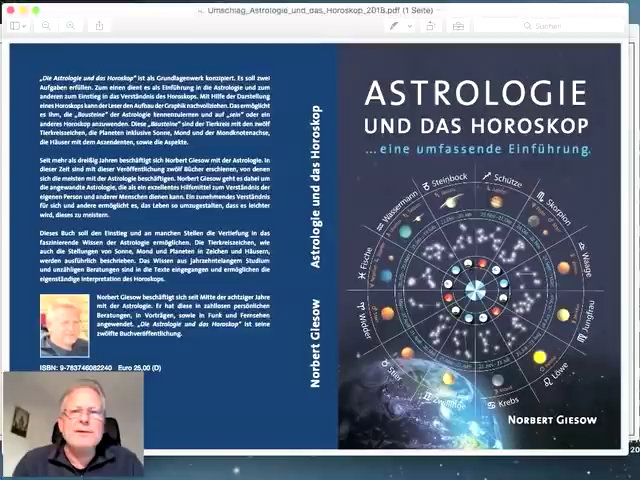 Umschlag_Astrologie_und_das_Horoskop_2018.pdf (1 Seite)
Suchen
„Die Astrologie und das Horoskop“ ist als Grundlagenwerk konzipiert. Es soll zwei
Aufgaben erfüllen. Zum einen dient es als Einführung in die Astrologie und zum
anderen zum Einstieg in das Verständnis des Horoskops. Mit Hilfe der Darstellung
eines Horoskops kann der Leser den Aufbau der Graphik nachvollziehen. Das ermöglicht
es ihm, die „Bausteine“ der Astrologie kennenzulernen und auf „sein“ oder ein
anderes Horoskop anzuwenden. Diese „Bausteine“ sind der Tierkreis mit den zwölf
Tierkreiszeichen, die Planeten inklusive Sonne, Mond und der Mondknotenachse,
die Häuser mit dem Aszendenten, sowie die Aspekte.
Seit mehr als dreißig Jahren beschäftigt sich Norbert Giesow mit der Astrologie. In
dieser Zeit sind mit dieser Veröffentlichung zwölf Bücher erschienen, von denen
sich die meisten mit der Astrologie beschäftigen. Norbert Giesow geht es dabei um
die angewandte Astrologie, die als ein exzellentes Hilfsmittel zum Verständnis der
eigenen Person und anderer Menschen dienen kann. Ein zunehmendes Verständnis
für sich und andere ermöglicht es, das Leben so umzugestalten, dass es leichter
wird, dieses zu meistern.
Dieses Buch soll den Einstieg und an manchen Stellen die Vertiefung in das
faszinierende Wissen der Astrologie ermöglichen. Die Tierkreiszeichen, wie
auch die Stellungen von Sonne, Mond und Planeten in Zeichen und Häusern,
werden ausführlich beschrieben. Das Wissen aus jahrzehntelangem Studium
und unzähligen Beratungen sind in die Texte eingegangen und ermöglichen die
eigenständige Interpretation des Horoskops.
Norbert Giesow beschäftigt sich seit Mitte der achtziger Jahre
mit der Astrologie. Er hat diese in zahllosen persönlichen
Beratungen, in Vorträgen, sowie in Funk und Fernsehen
angewendet. „Die Astrologie und das Horoskop“ ist seine
zwölfte Buchveröffentlichung.
ISBN: 9-783746082240 Euro 25,00 (D)
Norbert Giesow Astrologie und das Horoskop
ASTROLOGIE
UND DAS HOROSKOP
...eine umfassende Einführung.
Steinbock
Schütze
Skorpion
Waage
Jungfrau
Löwe
Krebs
Zwillinge
Stier
Widder
Fische
Wassermann
NORBERT GIESOW
20